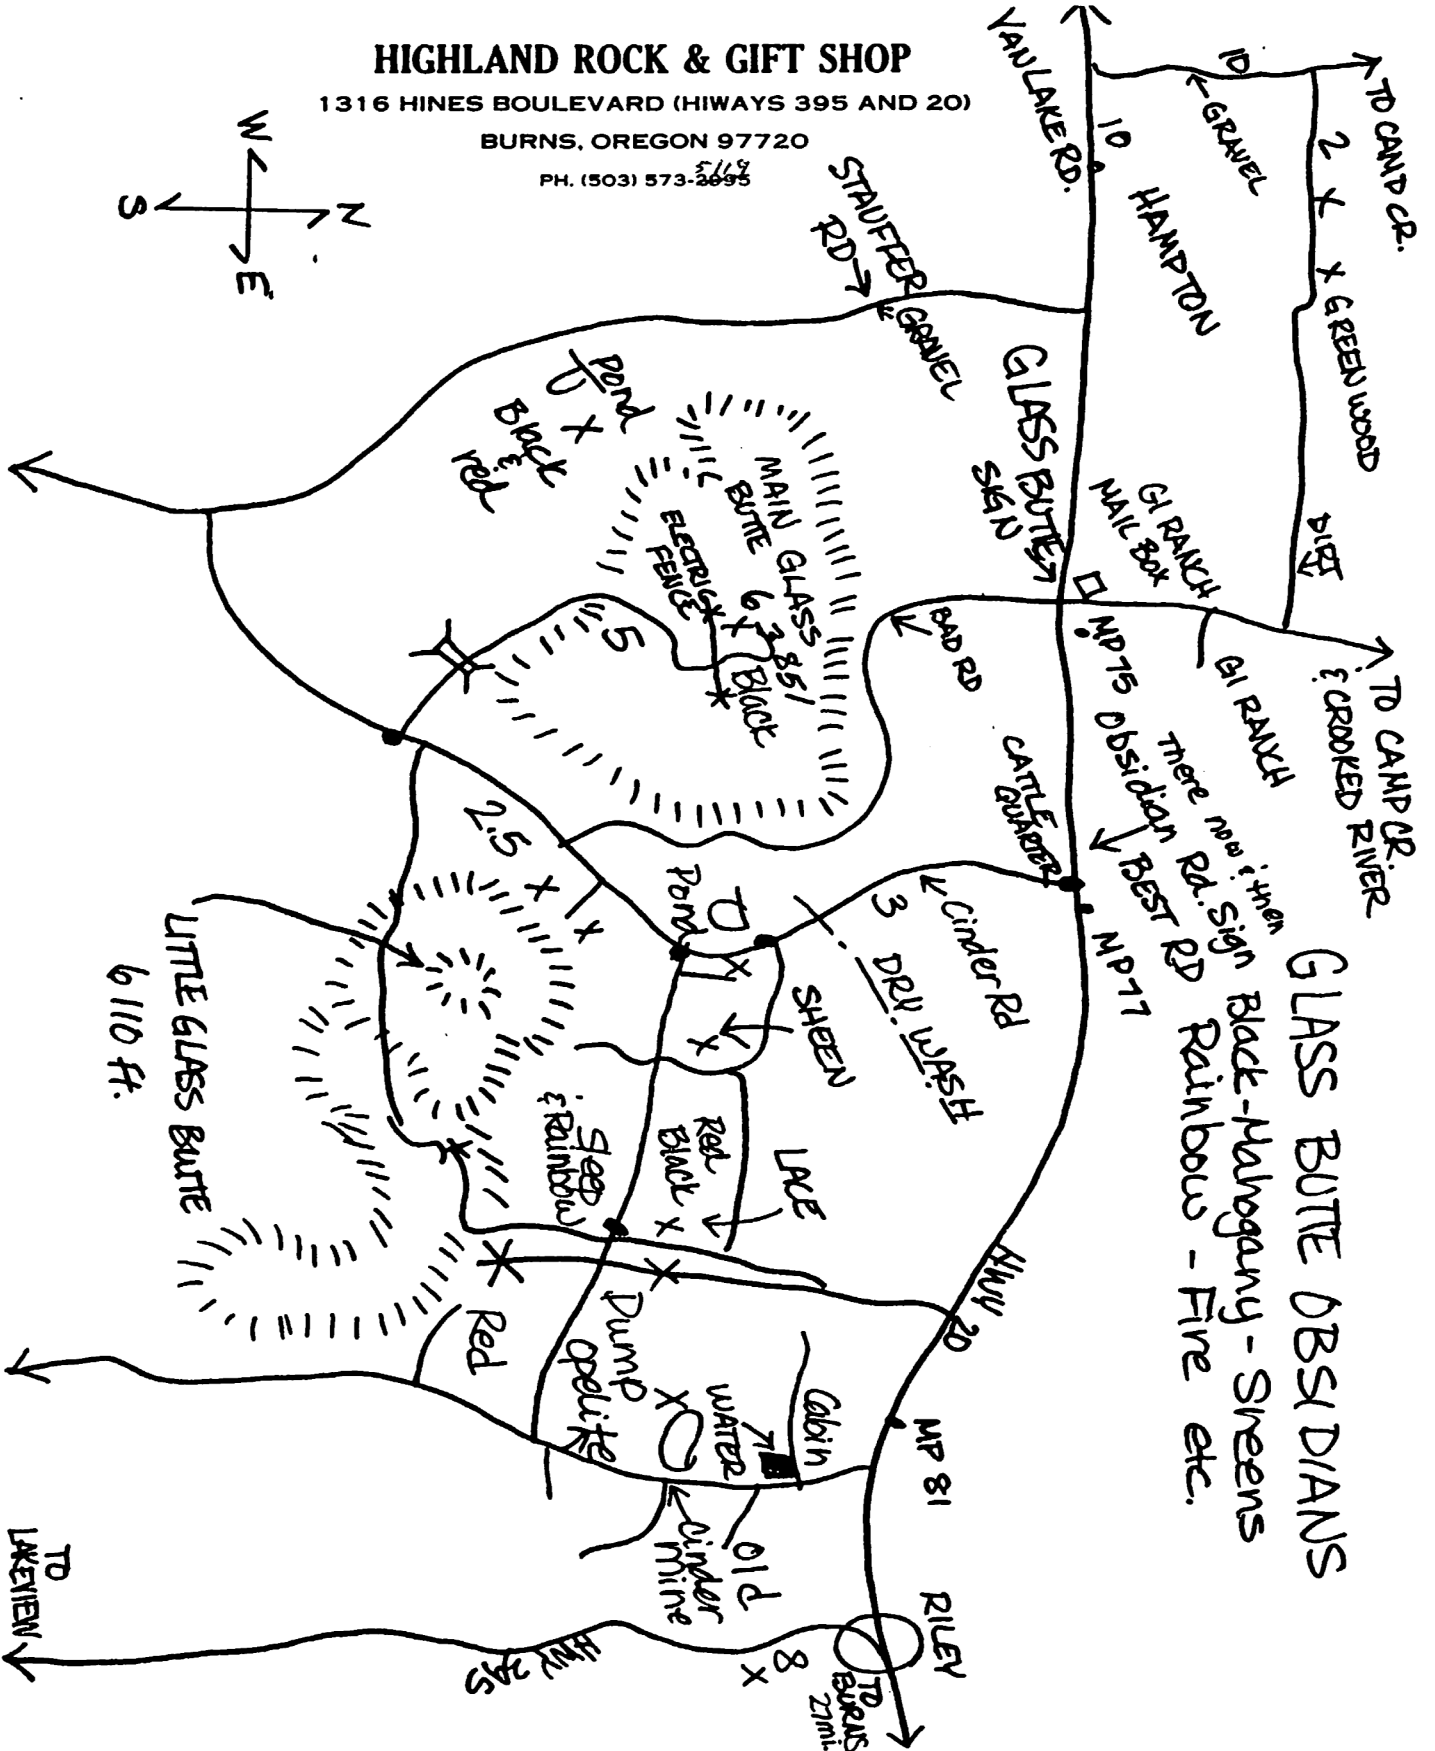 HIGHLAND ROCK & GIFT SHOP
1316 HINES BOULEVARD (HIWAYS 395 AND 20)
BURNS, OREGON 97720
PH. (503) 573-2995
5119
W
N
S
E
GLASS BUTTE OBSIDIANS
Black - Mahogany - Sheens
Rainbow - Fire etc.
TO CAMP CR.
10
← GRAVEL
2 X X GREENWOOD
DIRT
VAN LAKE RD.
10
HAMPTON
STAUFFER
RD →
GRAVEL
GLASS BUTTE
SIGN
GI RANCH
MAIL BOX
GI RANCH
TO CAMP CR.
& CROOKED RIVER
MP 75
there now & then
Obsidian Rd. Sign
BEST RD
MP 77
BAD RD
CATTLE
QUARTER
Cinder Rd
3
DRY WASH
Pond
X
Black
&
red
MAIN GLASS
BUTTE 6385'
ELECTRIC
FENCE
X
Black
5
2.5
X
X
Pond
X
SHEEN
X
LACE
Red
Black X
Sleep
& Rainbow
LITTLE GLASS BUTTE
6110 ft.
HWY 20
MP 81
Red
Dump
Opelite
X
WATER
Cabin
Old
Cinder
Mine
RILEY
TO
BURNS
27mi.
8
X
HWY 395
TO
LAKEVIEW